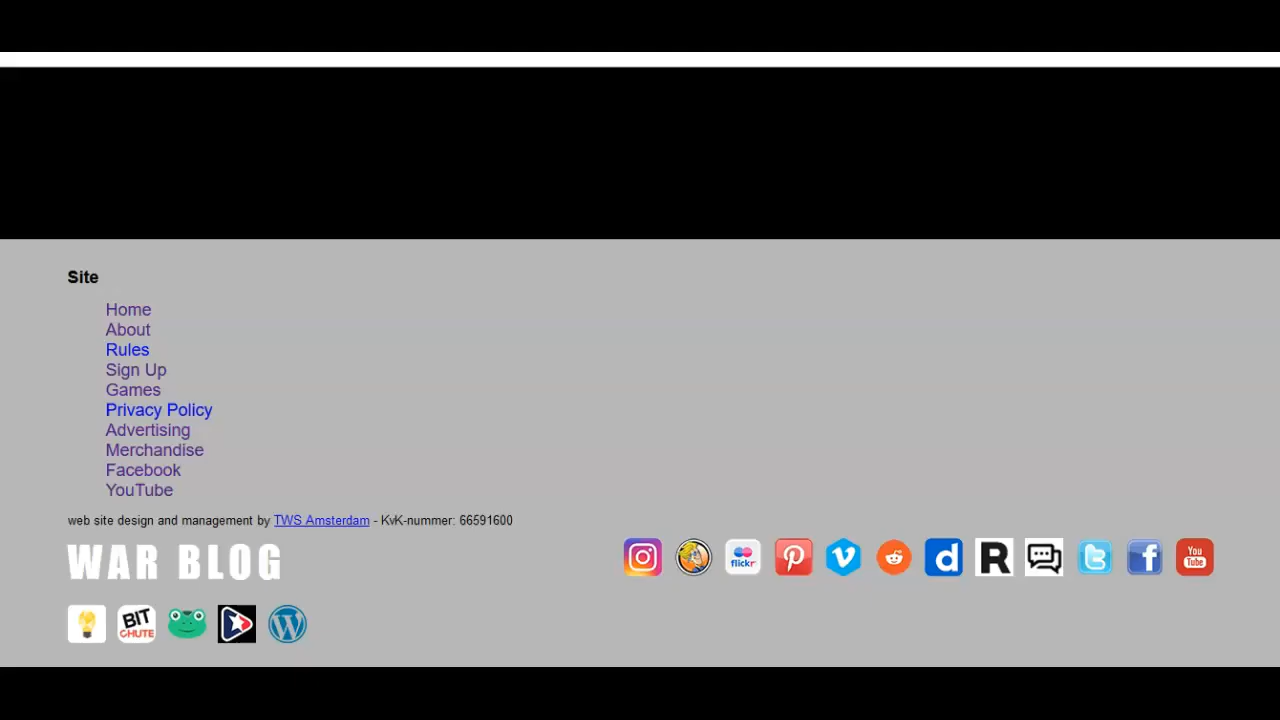 Site
Home
About
Rules
Sign Up
Games
Privacy Policy
Advertising
Merchandise
Facebook
YouTube
web site design and management by TWS Amsterdam - KvK-nummer: 66591600
WAR BLOG
flickr
d
R
You
Tube
BIT
CHUTE